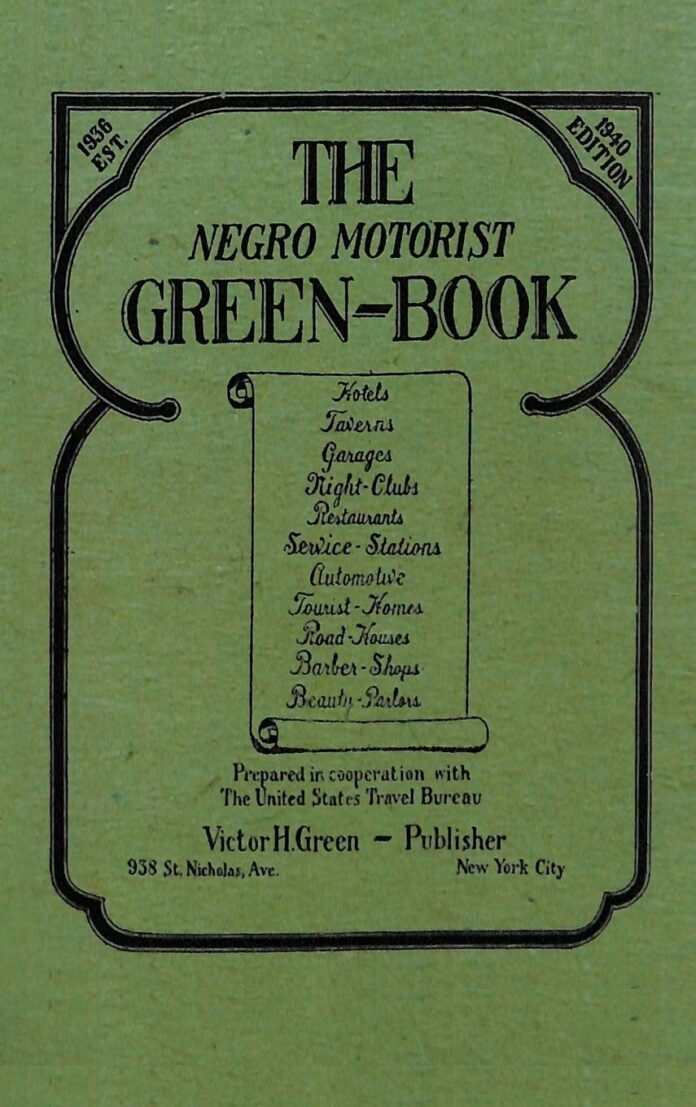 1936
EST.
1940
EDITION
THE
NEGRO MOTORIST
GREEN-BOOK
Hotels
Taverns
Garages
Night-Clubs
Restaurants
Service-Stations
Automotive
Tourist-Homes
Road-Houses
Barber-Shops
Beauty-Parlors
Prepared in cooperation with
The United States Travel Bureau
Victor H. Green - Publisher
938 St. Nicholas, Ave. New York City